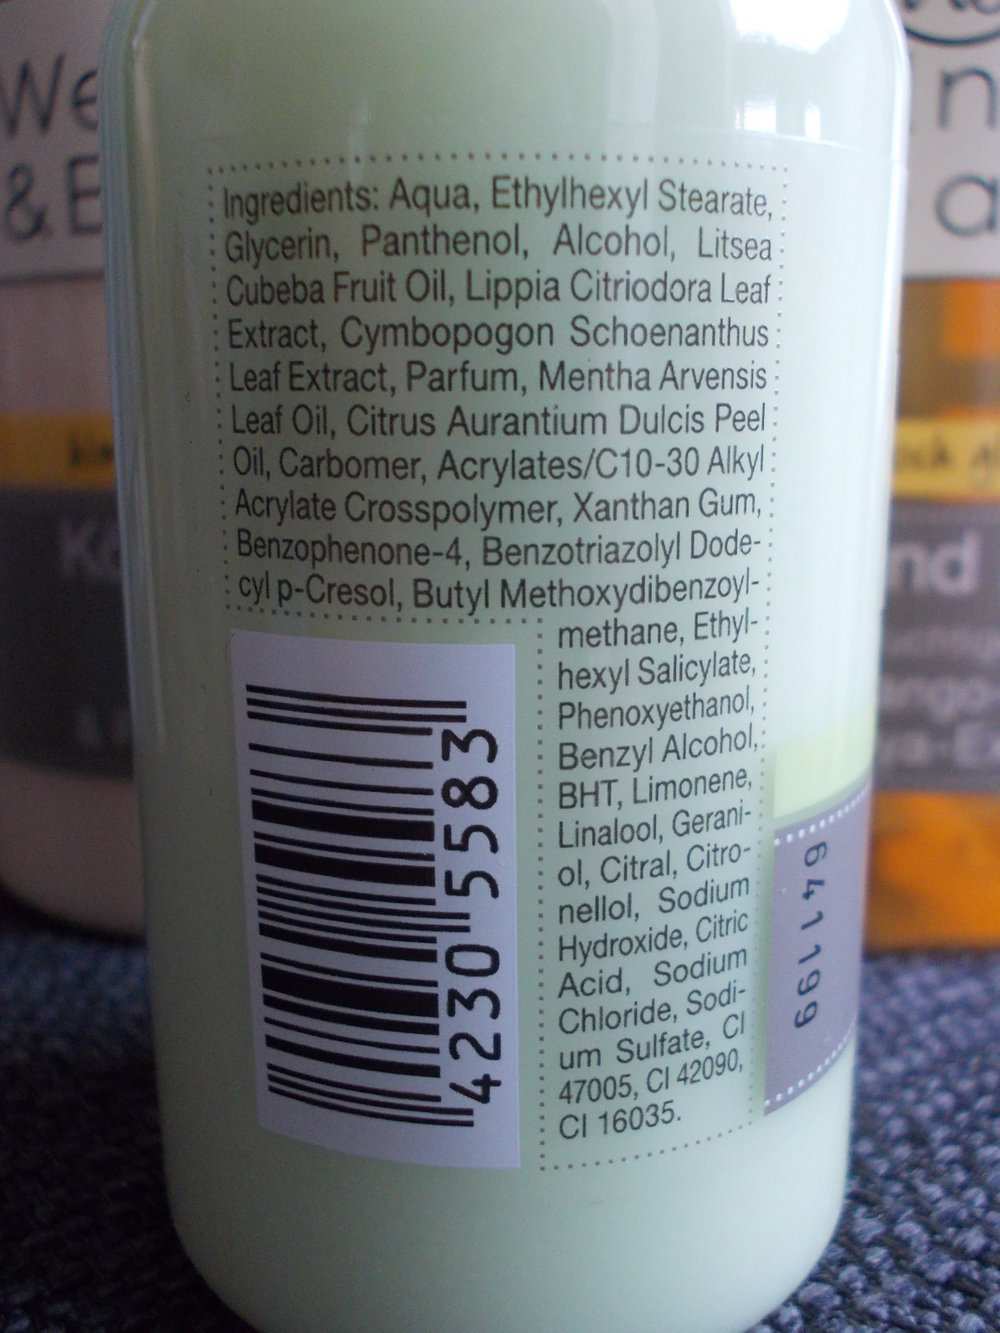 We
&
in
a
Ingredients: Aqua, Ethylhexyl Stearate,
Glycerin, Panthenol, Alcohol, Litsea
Cubeba Fruit Oil, Lippia Citriodora Leaf
Extract, Cymbopogon Schoenanthus
Leaf Extract, Parfum, Mentha Arvensis
Leaf Oil, Citrus Aurantium Dulcis Peel
Oil, Carbomer, Acrylates/C10-30 Alkyl
Acrylate Crosspolymer, Xanthan Gum,
Benzophenone-4, Benzotriazolyl Dode-
cyl p-Cresol, Butyl Methoxydibenzoyl-
methane, Ethyl-
hexyl Salicylate,
Phenoxyethanol,
Benzyl Alcohol,
BHT, Limonene,
Linalool, Gerani-
ol, Citral, Citro-
nellol, Sodium
Hydroxide, Citric
Acid, Sodium
Chloride, Sodi-
um Sulfate, CI
47005, CI 42090,
CI 16035.
4230 5583
641199
nd